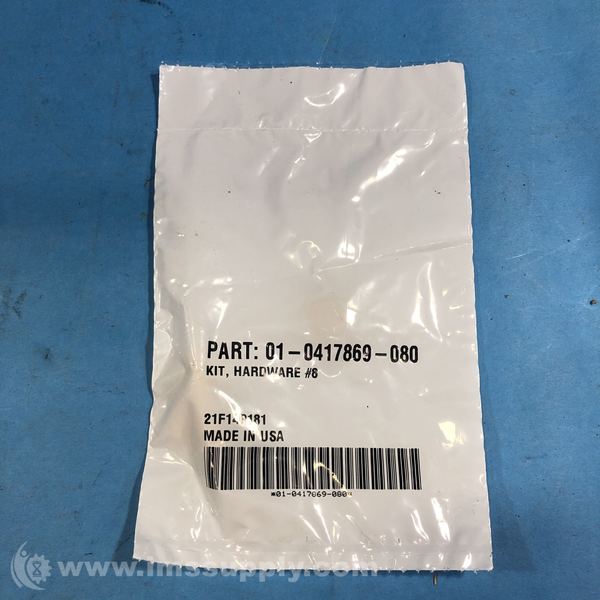 PART: 01-0417869-080
KIT, HARDWARE #8
MADE IN USA
*01-0417869-080*
www.imssupply.com